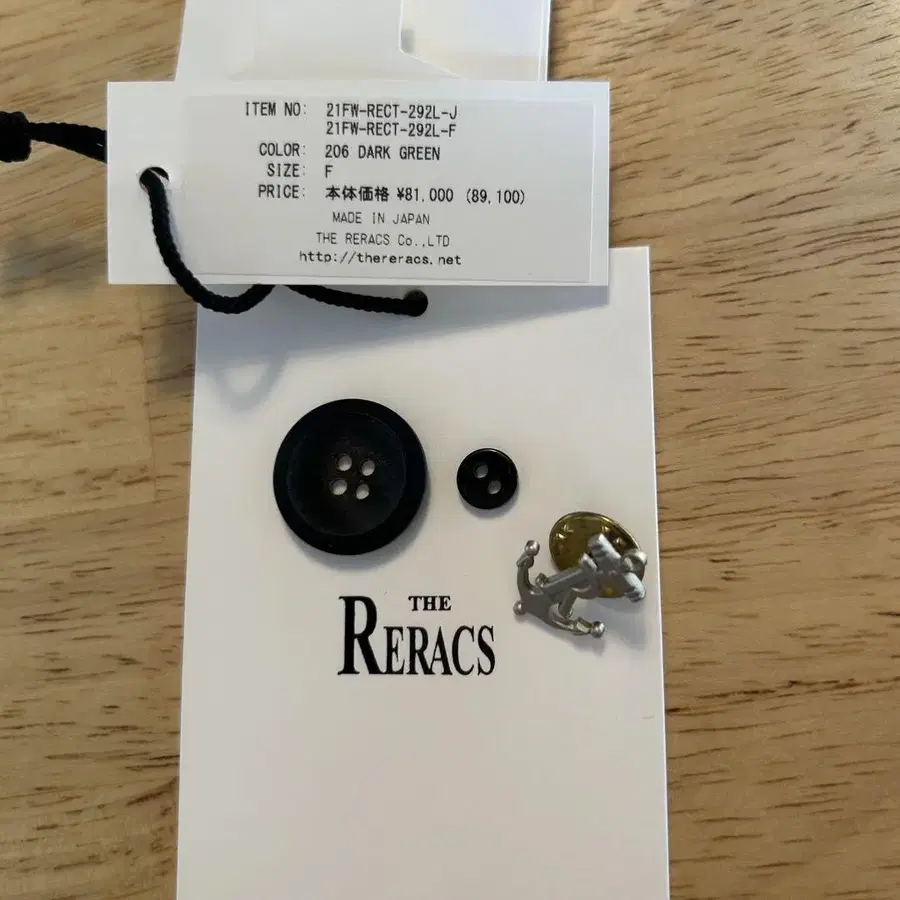 ITEM NO: 21FW-RECT-292L-J
21FW-RECT-292L-F
COLOR: 206 DARK GREEN
SIZE: F
PRICE: 本体価格 ¥81,000 (89,100)
MADE IN JAPAN
THE RERACS Co.,LTD
http://thereracs.net
THE
RERACS